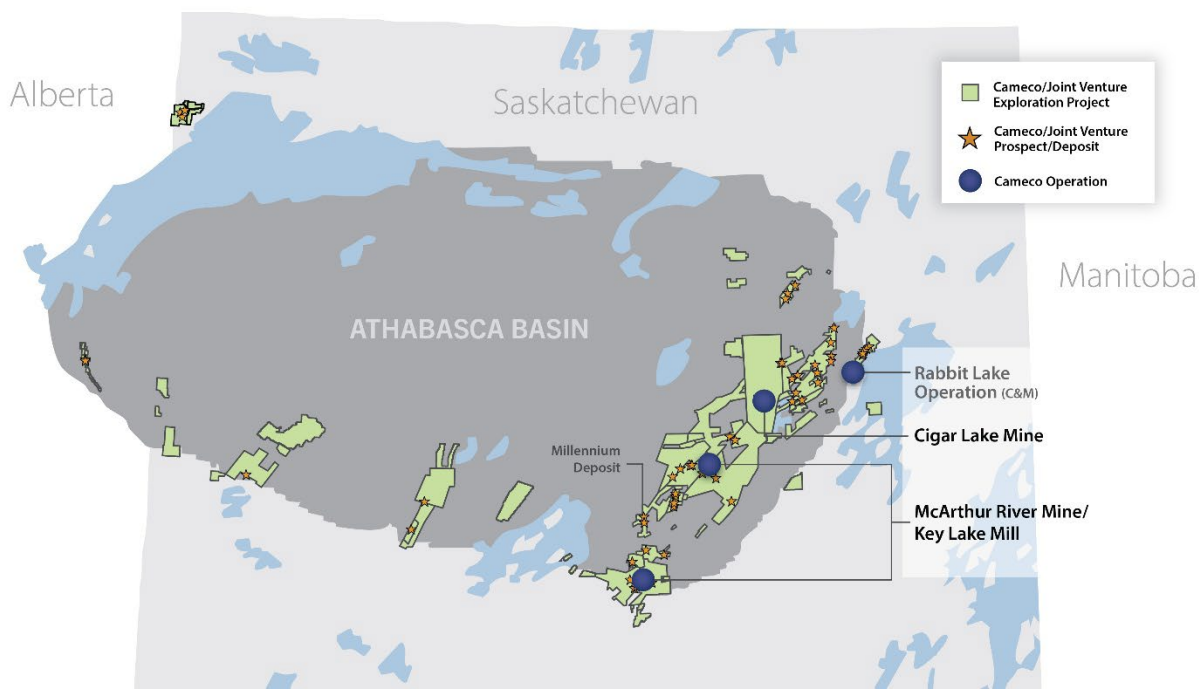 Alberta
Saskatchewan
Cameco/Joint Venture
Exploration Project
Cameco/Joint Venture
Prospect/Deposit
Cameco Operation
Manitoba
ATHABASCA BASIN
Rabbit Lake
Operation (C&M)
Cigar Lake Mine
Millennium
Deposit
McArthur River Mine/
Key Lake Mill